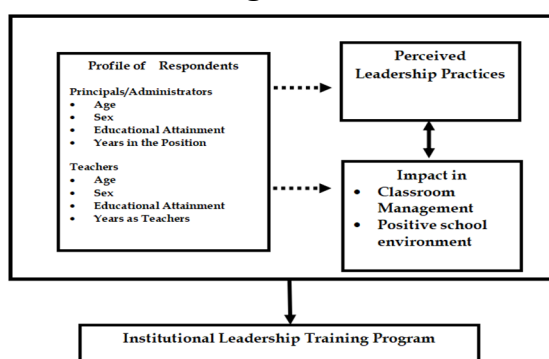 Profile of Respondents
Principals/Administrators
• Age
• Sex
• Educational Attainment
• Years in the Position
Teachers
• Age
• Sex
• Educational Attainment
• Years as Teachers
Perceived
Leadership Practices
Impact in
• Classroom
Management
• Positive school
environment
Institutional Leadership Training Program